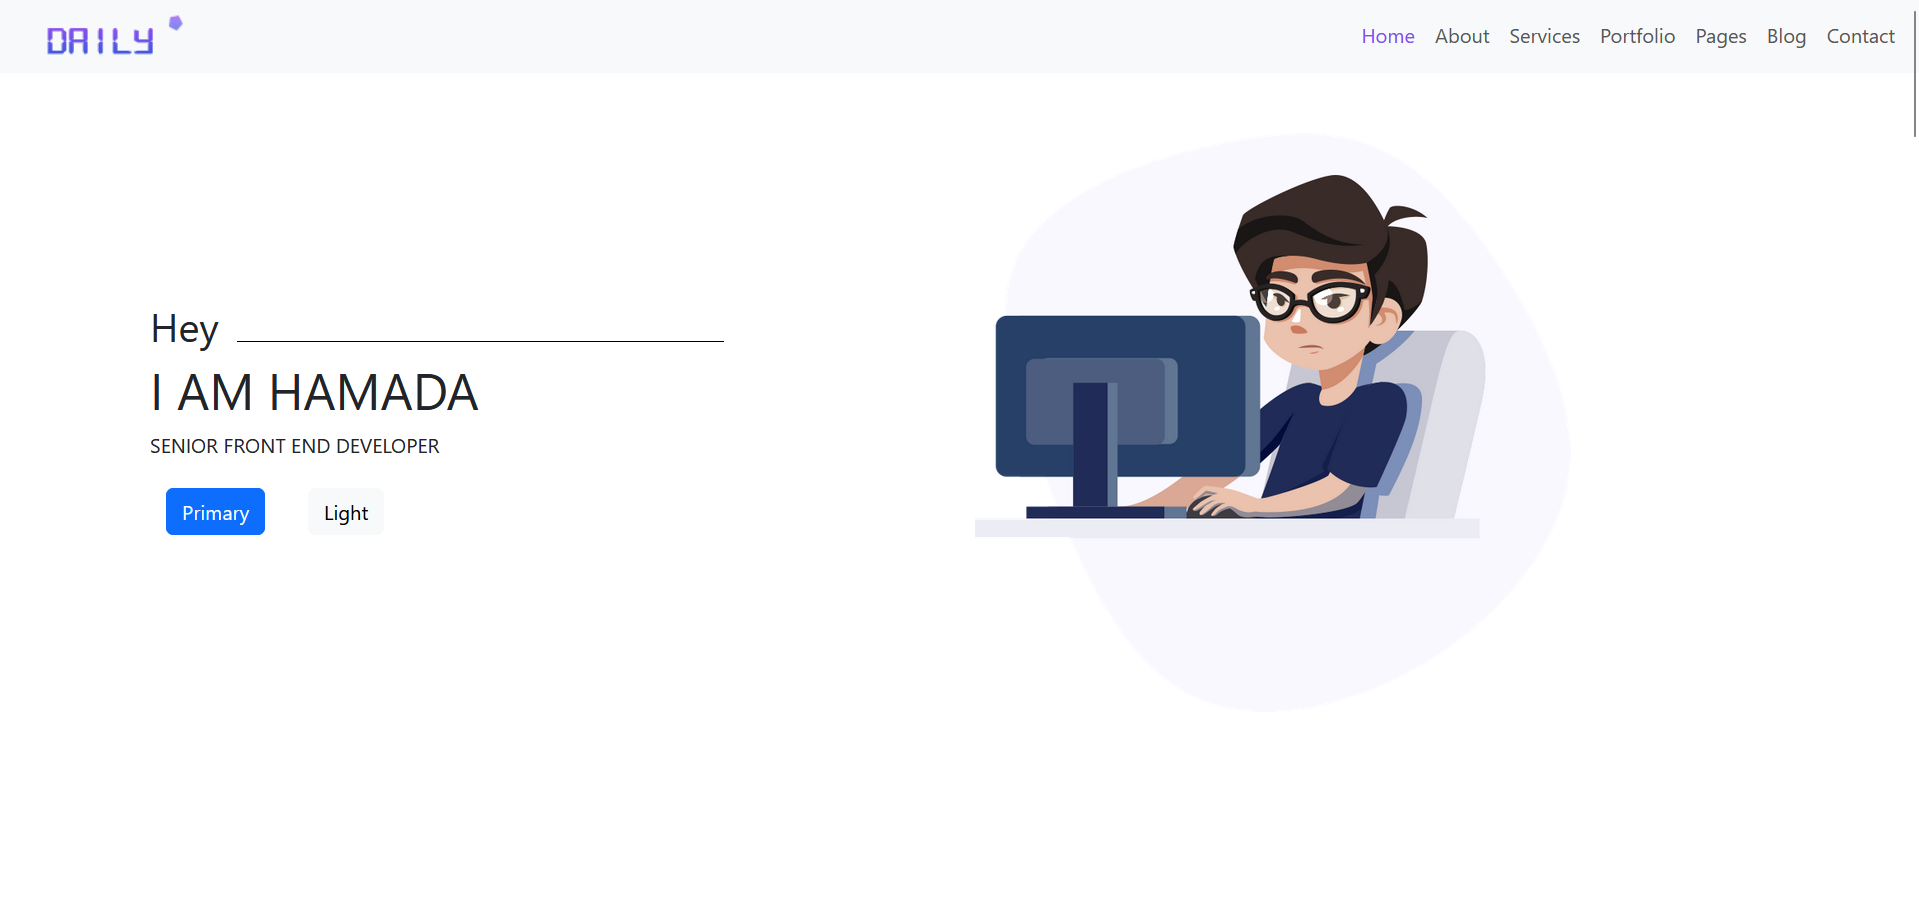 DAILY
Home About Services Portfolio Pages Blog Contact
Hey
I AM HAMADA
SENIOR FRONT END DEVELOPER
Primary Light